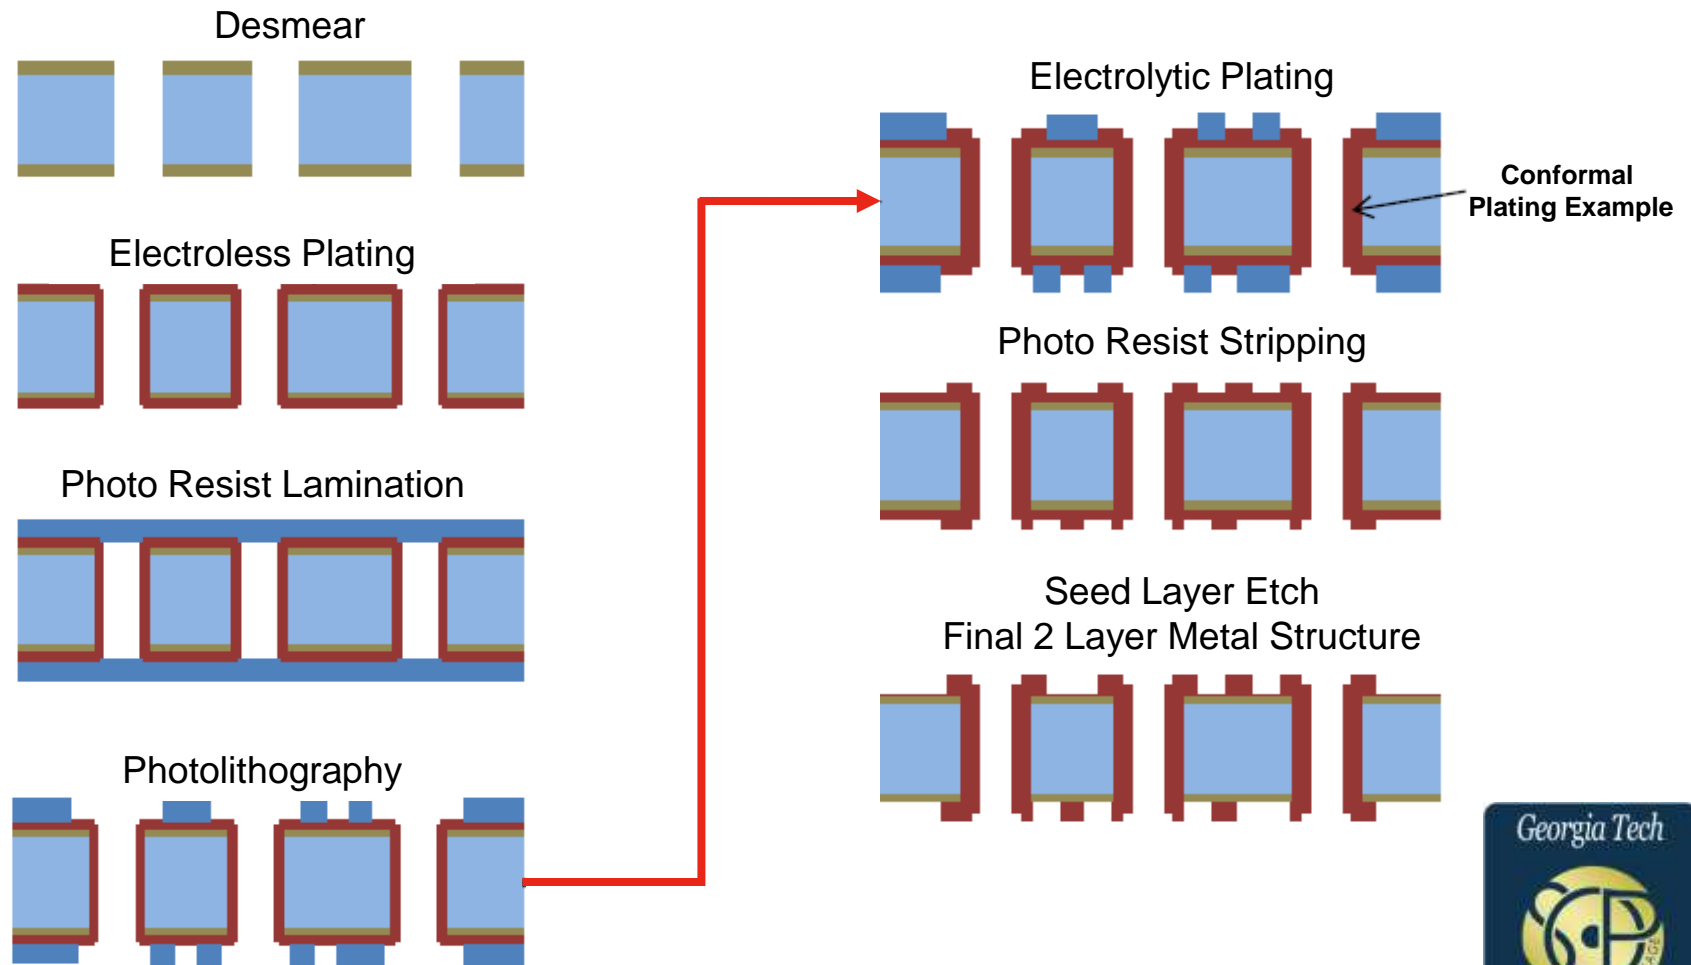 Desmear
Electroless Plating
Photo Resist Lamination
Photolithography
Electrolytic Plating
Conformal
Plating Example
Photo Resist Stripping
Seed Layer Etch
Final 2 Layer Metal Structure
Georgia Tech